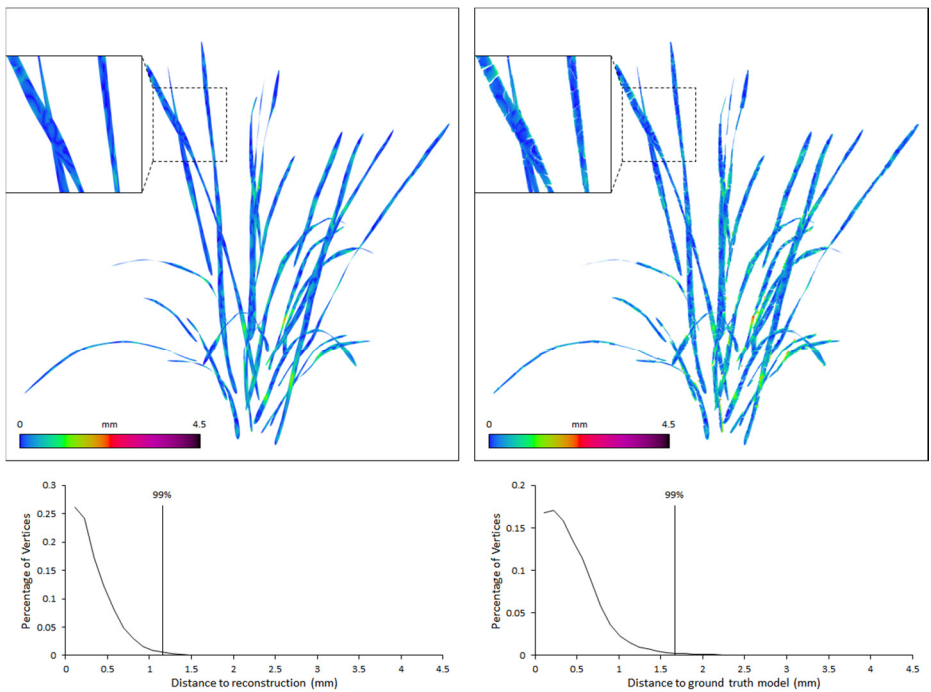 0 mm 4.5
0 mm 4.5
0.3
0.25
0.2
0.15
0.1
0.05
0
Percentage of Vertices
99%
0 0.5 1 1.5 2 2.5 3 3.5 4 4.5
Distance to reconstruction (mm)
0.2
0.15
0.1
0.05
0
Percentage of Vertices
99%
0 0.5 1 1.5 2 2.5 3 3.5 4 4.5
Distance to ground truth model (mm)